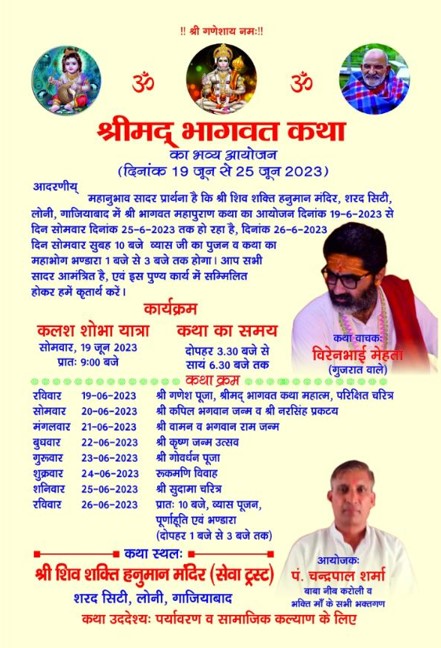 !! श्री गणेशाय नमः!!
ॐ ॐ
श्रीमद् भागवत कथा
का भव्य आयोजन
(दिनांक 19 जून से 25 जून 2023)
आदरणीय्
महानुभाव सादर प्रार्थना है कि श्री शिव शक्ति हनुमान मंदिर, शरद सिटी,
लोनी, गाजियाबाद में श्री भागवत महापुराण कथा का आयोजन दिनांक 19-6-2023 से
दिन सोमवार दिनांक 25-6-2023 तक हो रहा है, दिनांक 26-6-2023
दिन सोमवार सुबह 10 बजे व्यास जी का पुजन व कथा का
महाभोग भण्डारा 1 बजे से 3 बजे तक होगा। आप सभी
सादर आमंत्रित है, एवं इस पुण्य कार्य में सम्मिलित
होकर हमें कृतार्थ करें।
कार्यक्रम
कलश शोभा यात्रा
सोमवार, 19 जून 2023
प्रातः 9:00 बजे
कथा का समय
दोपहर 3.30 बजे से
सायं 6.30 बजे तक
कथा वाचकः
विरेनभाई मेहता
(गुजरात वाले)
कथा क्रम
रविवार 19-06-2023 श्री गणेश पूजा, श्रीमद् भागवत कथा महात्म, परिक्षित चरित्र
सोमवार 20-06-2023 श्री कपिल भगवान जन्म व श्री नरसिंह प्रकटय
मंगलवार 21-06-2023 श्री वामन व भगवान राम जन्म
बुधवार 22-06-2023 श्री कृष्ण जन्म उत्सव
गुरूवार 23-06-2023 श्री गोवर्धन पूजा
शुक्रवार 24-06-2023 रूकमणि विवाह
शनिवार 25-06-2023 श्री सुदामा चरित्र
रविवार 26-06-2023 प्रातः 10 बजे, व्यास पूजन,
पूर्णाहूति एवं भण्डारा
(दोपहर 1 बजे से 3 बजे तक)
कथा स्थलः
श्री शिव शक्ति हनुमान मंदिर (सेवा ट्रस्ट)
शरद सिटी, लोनी, गाजियाबाद
आयोजकः
पं. चन्द्रपाल शर्मा
बाबा नीब करोली व
भक्ति माँ के सभी भक्तगण
कथा उददेश्यः पर्यावरण व सामाजिक कल्याण के लिए